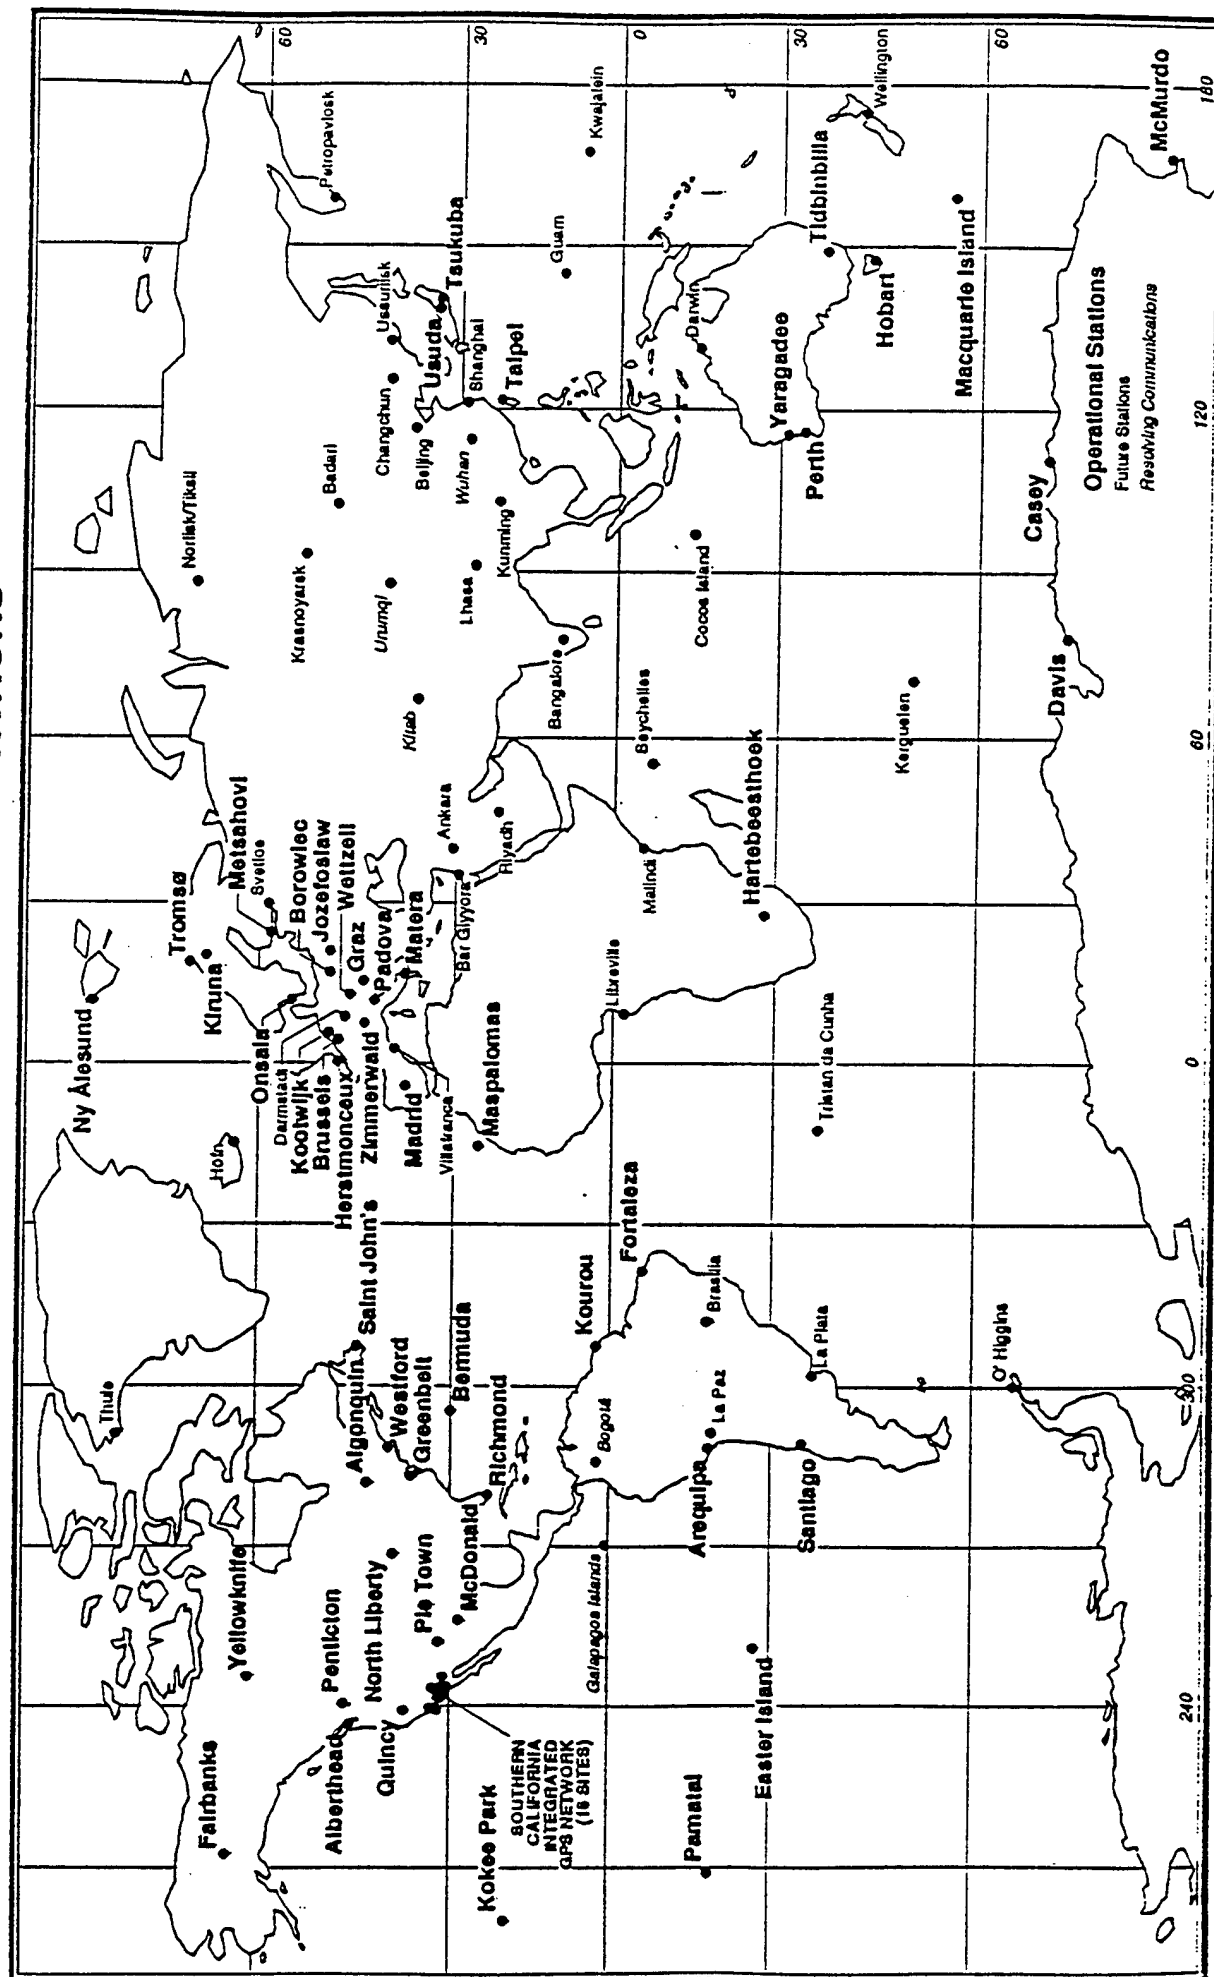 Ny Ålesund
Thule
Tromsø
Kiruna
Hofn
Fairbanks
Yellowknife
Metsahovi
Svetloe
Onsala
Norilsk/Tiksi
Borowiec
Jozefoslaw
Wettzell
Darmstadt
Kootwijk
Brussels
Herstmonceux
Zimmerwald
Graz
Padova
Matera
Madrid
Villafranca
Maspalomas
Ankara
Bar Giyyora
Riyadh
Krasnoyarsk
Badari
Petropavlosk
Urumqi
Kitab
Changchun
Ussuriisk
Beijing
Usuda
Tsukuba
Wuhan
Shanghai
Lhasa
Kunming
Taipei
Alberthead
Penticton
North Liberty
Quincy
Pie Town
McDonald
Algonquin
Saint John's
Westford
Greenbelt
Bermuda
Richmond
Kokee Park
SOUTHERN
CALIFORNIA
INTEGRATED
GPS NETWORK
(16 SITES)
Guam
Kwajalein
Bangalore
Seychelles
Malindi
Libreville
Kourou
Fortaleza
Bogotá
Galapagos Islands
Brasilia
La Paz
Arequipa
Pamatai
Easter Island
Santiago
La Plata
Tristan da Cunha
Hartebeesthoek
Cocos Island
Darwin
Yaragadee
Perth
Tidbinbilla
Hobart
Wellington
Kerguelen
Macquarie Island
O' Higgins
Davis
Casey
McMurdo
Operational Stations
Future Stations
Resolving Communications
60
30
0
30
60
240
300
0
60
120
180